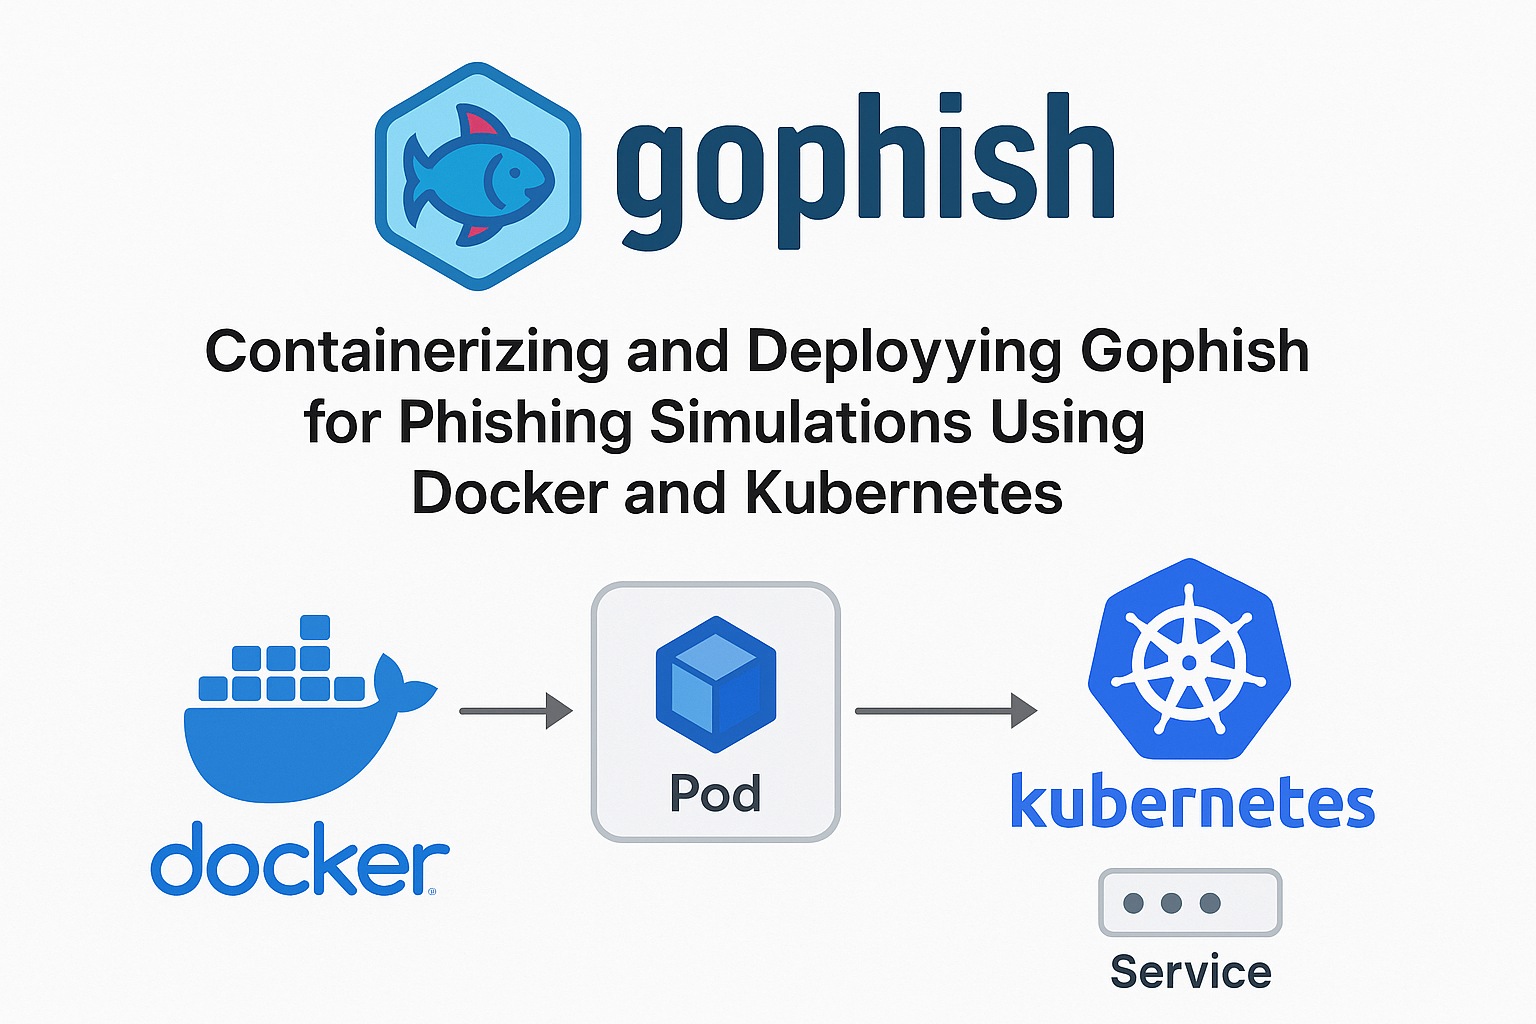 gophish
Containerizing and Deployying Gophish
for Phishing Simulations Using
Docker and Kubernetes
Pod
docker
kubernetes
Service